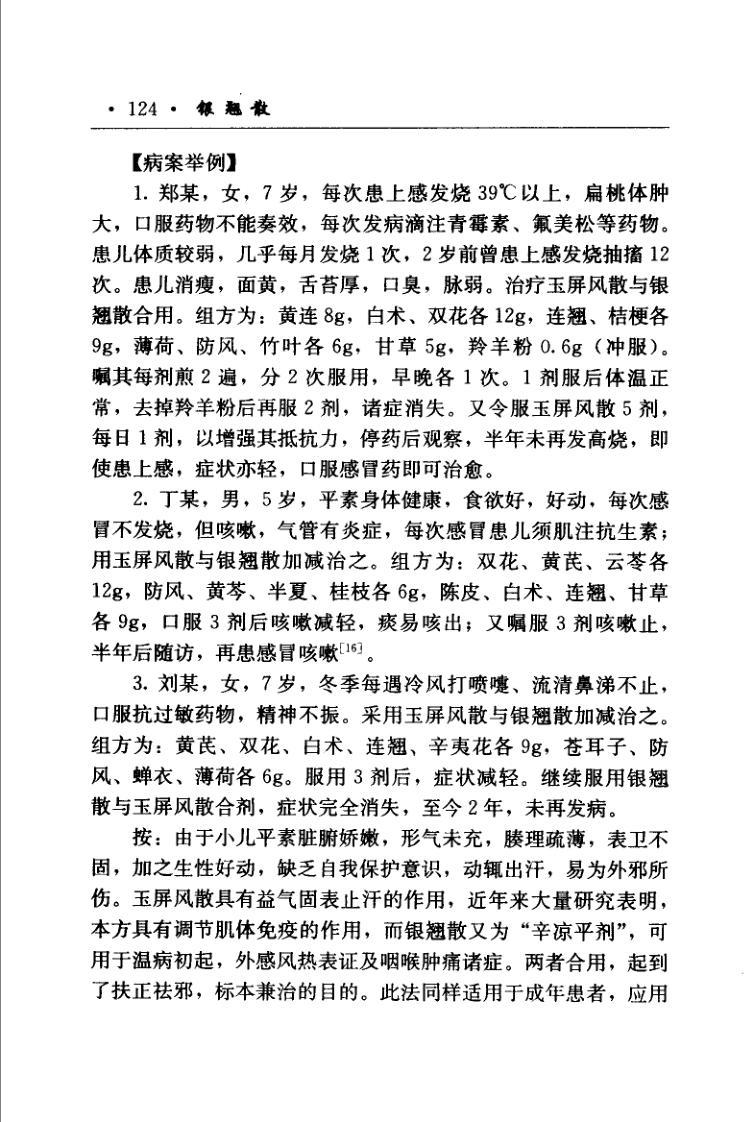 · 124 · 银翘散
【病案举例】
1. 郑某，女，7 岁，每次患上感发烧 39℃以上，扁桃体肿
大，口服药物不能奏效，每次发病滴注青霉素、氟美松等药物。
患儿体质较弱，几乎每月发烧 1 次，2 岁前曾患上感发烧抽搐 12
次。患儿消瘦，面黄，舌苔厚，口臭，脉弱。治疗玉屏风散与银
翘散合用。组方为：黄连 8g，白术、双花各 12g，连翘、桔梗各
9g，薄荷、防风、竹叶各 6g，甘草 5g，羚羊粉 0.6g（冲服）。
嘱其每剂煎 2 遍，分 2 次服用，早晚各 1 次。1 剂服后体温正
常，去掉羚羊粉后再服 2 剂，诸症消失。又令服玉屏风散 5 剂，
每日 1 剂，以增强其抵抗力，停药后观察，半年未再发高烧，即
使患上感，症状亦轻，口服感冒药即可治愈。
2. 丁某，男，5 岁，平素身体健康，食欲好，好动，每次感
冒不发烧，但咳嗽，气管有炎症，每次感冒患儿须肌注抗生素；
用玉屏风散与银翘散加减治之。组方为：双花、黄芪、云苓各
12g，防风、黄芩、半夏、桂枝各 6g，陈皮、白术、连翘、甘草
各 9g，口服 3 剂后咳嗽减轻，痰易咳出；又嘱服 3 剂咳嗽止，
半年后随访，再患感冒咳嗽[16]。
3. 刘某，女，7 岁，冬季每遇冷风打喷嚏、流清鼻涕不止，
口服抗过敏药物，精神不振。采用玉屏风散与银翘散加减治之。
组方为：黄芪、双花、白术、连翘、辛夷花各 9g，苍耳子、防
风、蝉衣、薄荷各 6g。服用 3 剂后，症状减轻。继续服用银翘
散与玉屏风散合剂，症状完全消失，至今 2 年，未再发病。
按：由于小儿平素脏腑娇嫩，形气未充，腠理疏薄，表卫不
固，加之生性好动，缺乏自我保护意识，动辄出汗，易为外邪所
伤。玉屏风散具有益气固表止汗的作用，近年来大量研究表明，
本方具有调节肌体免疫的作用，而银翘散又为“辛凉平剂”，可
用于温病初起，外感风热表证及咽喉肿痛诸症。两者合用，起到
了扶正祛邪，标本兼治的目的。此法同样适用于成年患者，应用